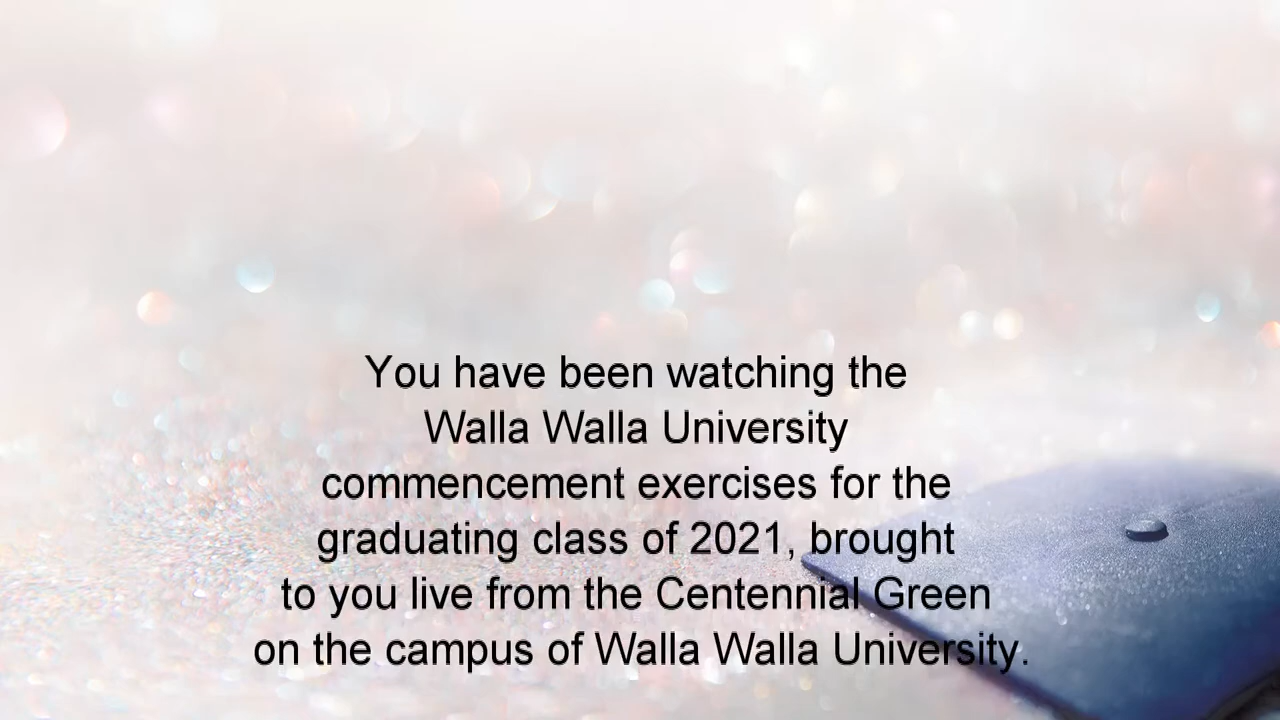 You have been watching the
Walla Walla University
commencement exercises for the
graduating class of 2021, brought
to you live from the Centennial Green
on the campus of Walla Walla University.